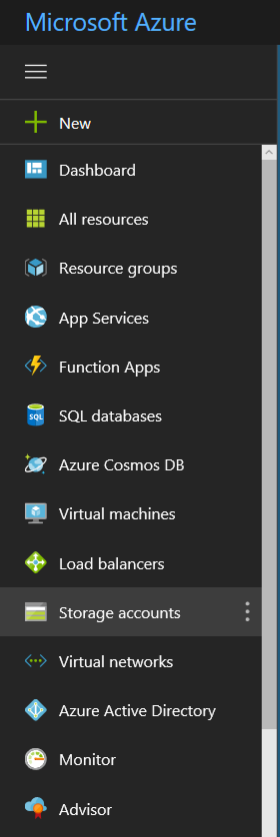 Microsoft Azure
New
Dashboard
All resources
Resource groups
App Services
Function Apps
SQL databases
Azure Cosmos DB
Virtual machines
Load balancers
Storage accounts
Virtual networks
Azure Active Directory
Monitor
Advisor